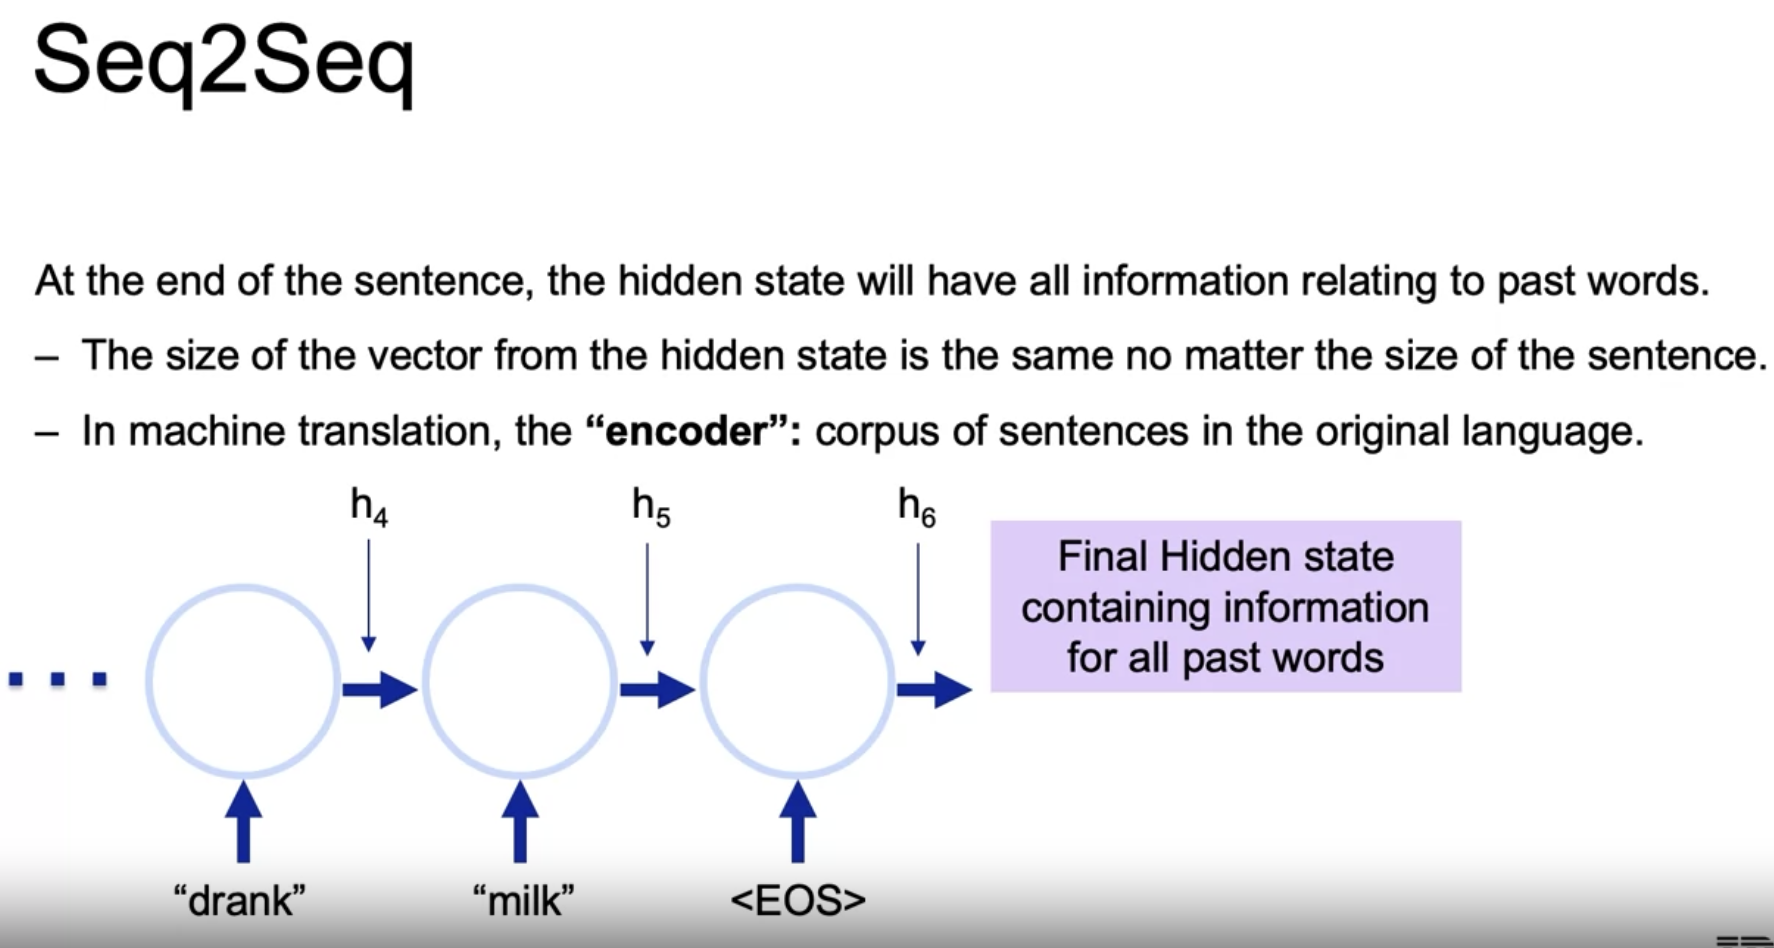 Seq2Seq
At the end of the sentence, the hidden state will have all information relating to past words.
– The size of the vector from the hidden state is the same no matter the size of the sentence.
– In machine translation, the “encoder”: corpus of sentences in the original language.
h4 h5 h6
Final Hidden state
containing information
for all past words
“drank” “milk” <EOS>